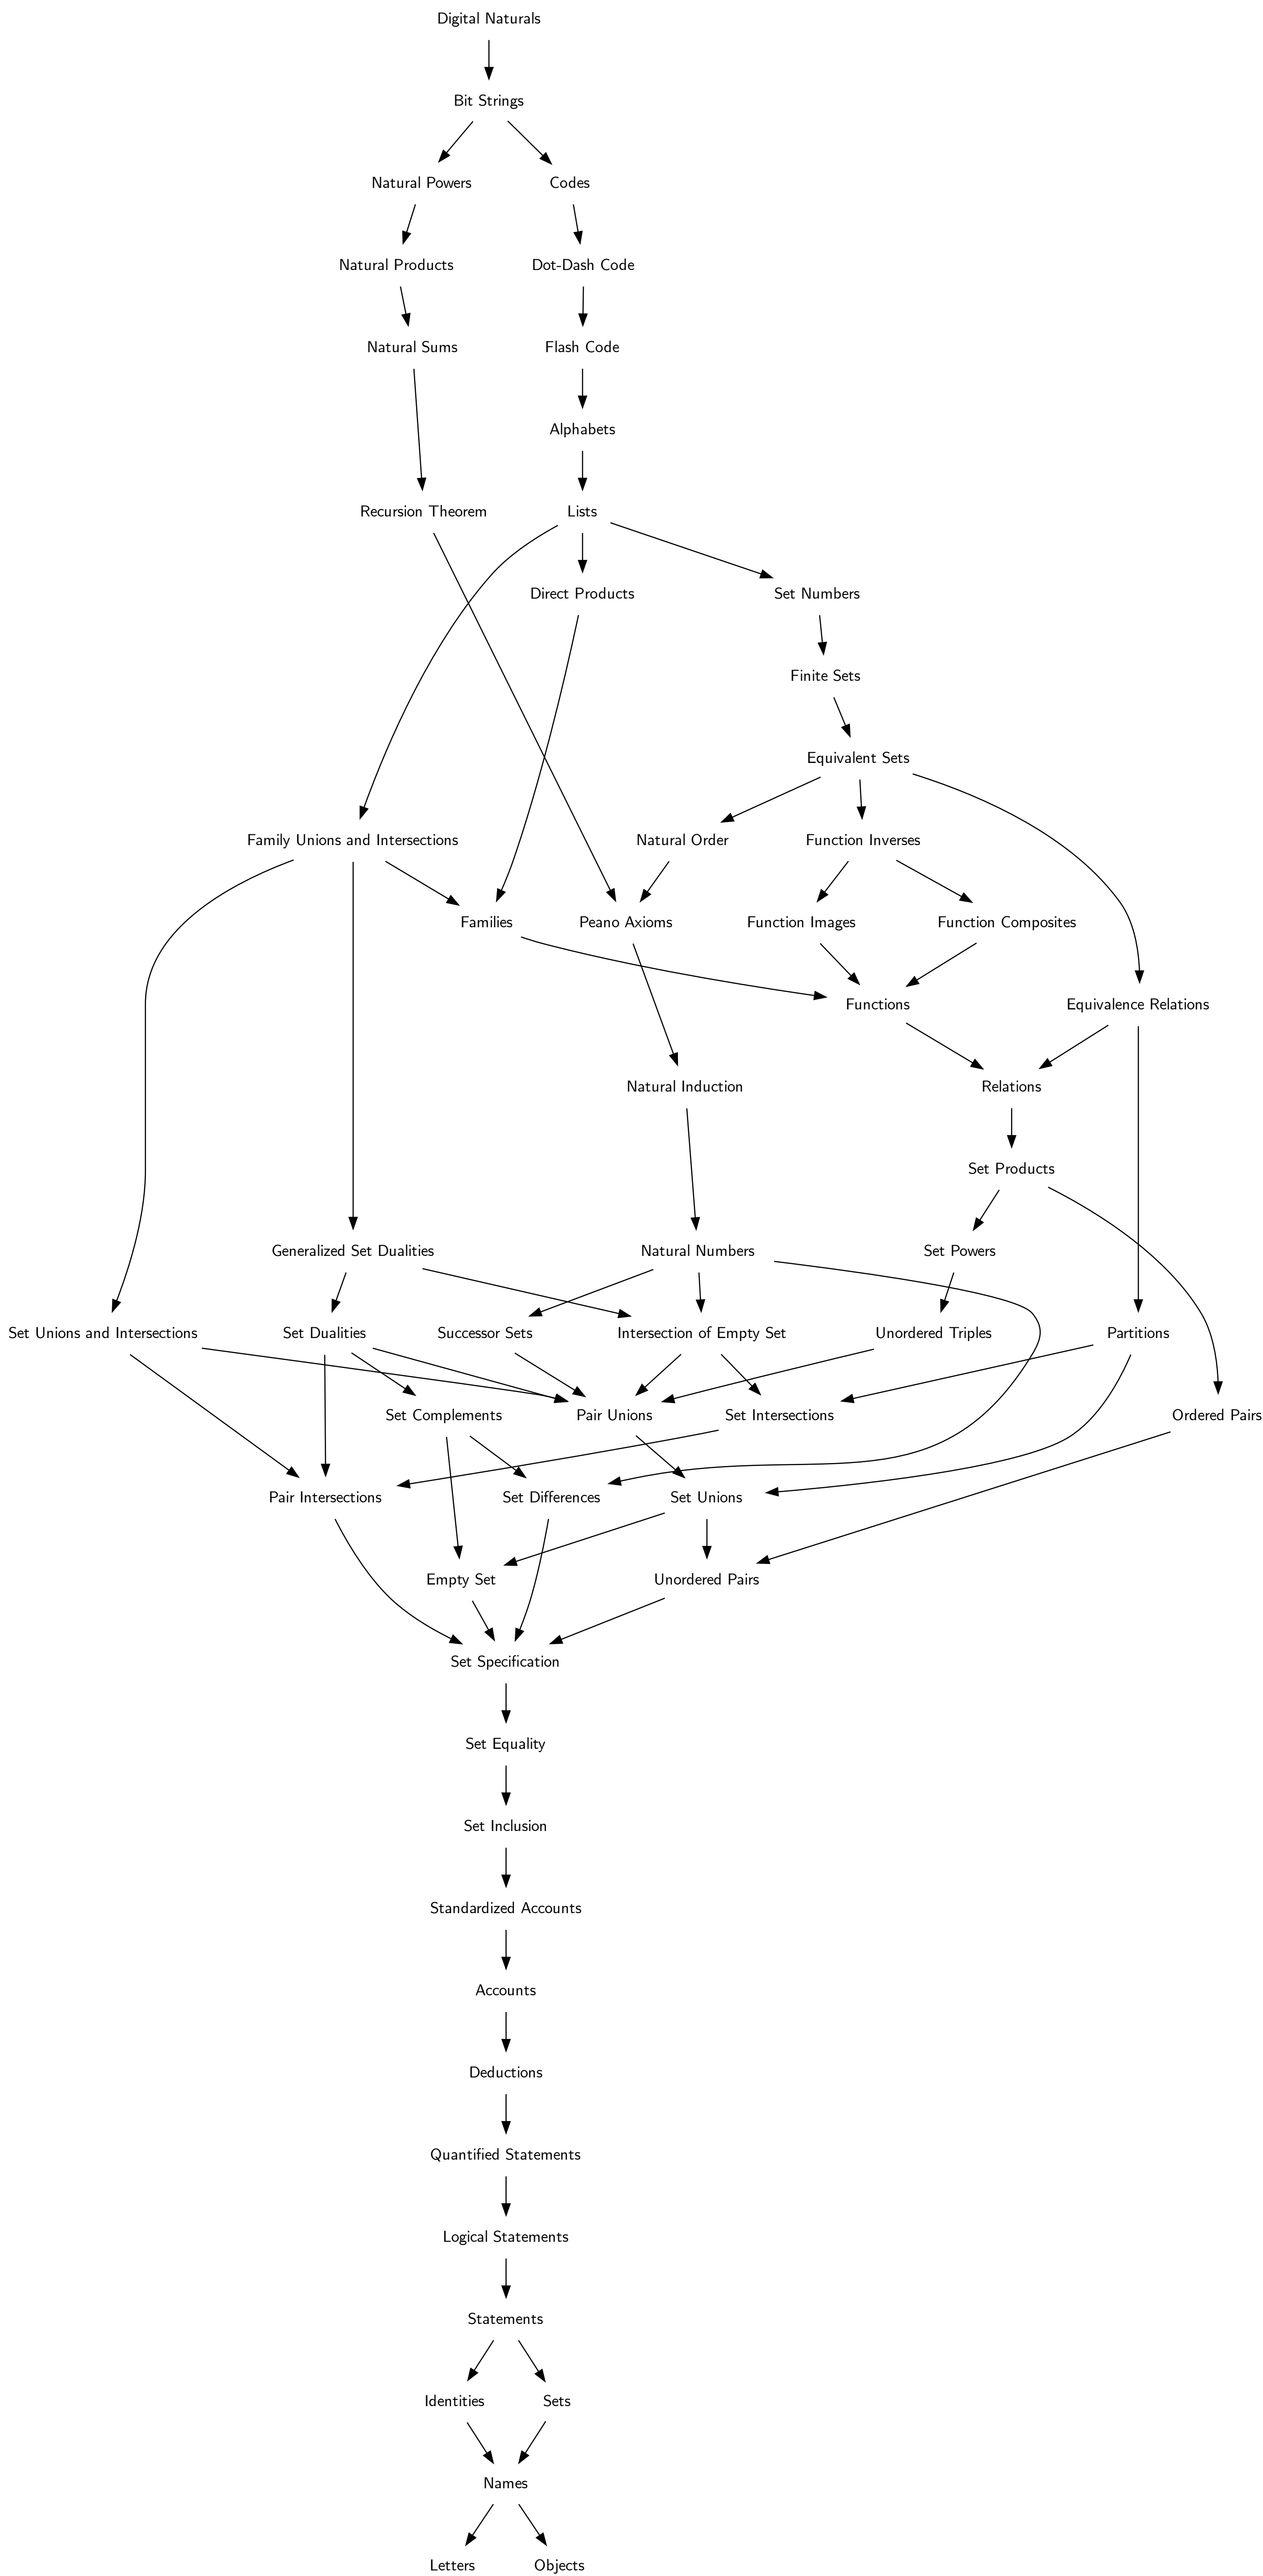 Digital Naturals
Bit Strings
Natural Powers
Codes
Natural Products
Dot-Dash Code
Natural Sums
Flash Code
Alphabets
Recursion Theorem
Lists
Direct Products
Set Numbers
Finite Sets
Equivalent Sets
Family Unions and Intersections
Natural Order
Function Inverses
Families
Peano Axioms
Function Images
Function Composites
Functions
Equivalence Relations
Natural Induction
Relations
Set Products
Generalized Set Dualities
Natural Numbers
Set Powers
Set Unions and Intersections
Set Dualities
Successor Sets
Intersection of Empty Set
Unordered Triples
Partitions
Set Complements
Pair Unions
Set Intersections
Ordered Pairs
Pair Intersections
Set Differences
Set Unions
Empty Set
Unordered Pairs
Set Specification
Set Equality
Set Inclusion
Standardized Accounts
Accounts
Deductions
Quantified Statements
Logical Statements
Statements
Identities
Sets
Names
Letters
Objects